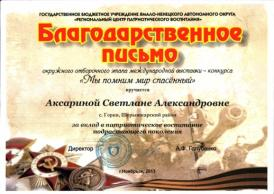 ГОСУДАРСТВЕННОЕ БЮДЖЕТНОЕ УЧРЕЖДЕНИЕ ЯМАЛО-НЕНЕЦКОГО АВТОНОМНОГО ОКРУГА
«РЕГИОНАЛЬНЫЙ ЦЕНТР ПАТРИОТИЧЕСКОГО ВОСПИТАНИЯ»
Благодарственное
письмо
окружного отборочного этапа международной выставки – конкурса
«Мы помним мир спасённый»
вручается
Аксариной Светлане Александровне
с. Горки, Шурышкарский район
за вклад в патриотическое воспитание
подрастающего поколения
Директор
А.Ф. Голубенко
г.Ноябрьск, 2013